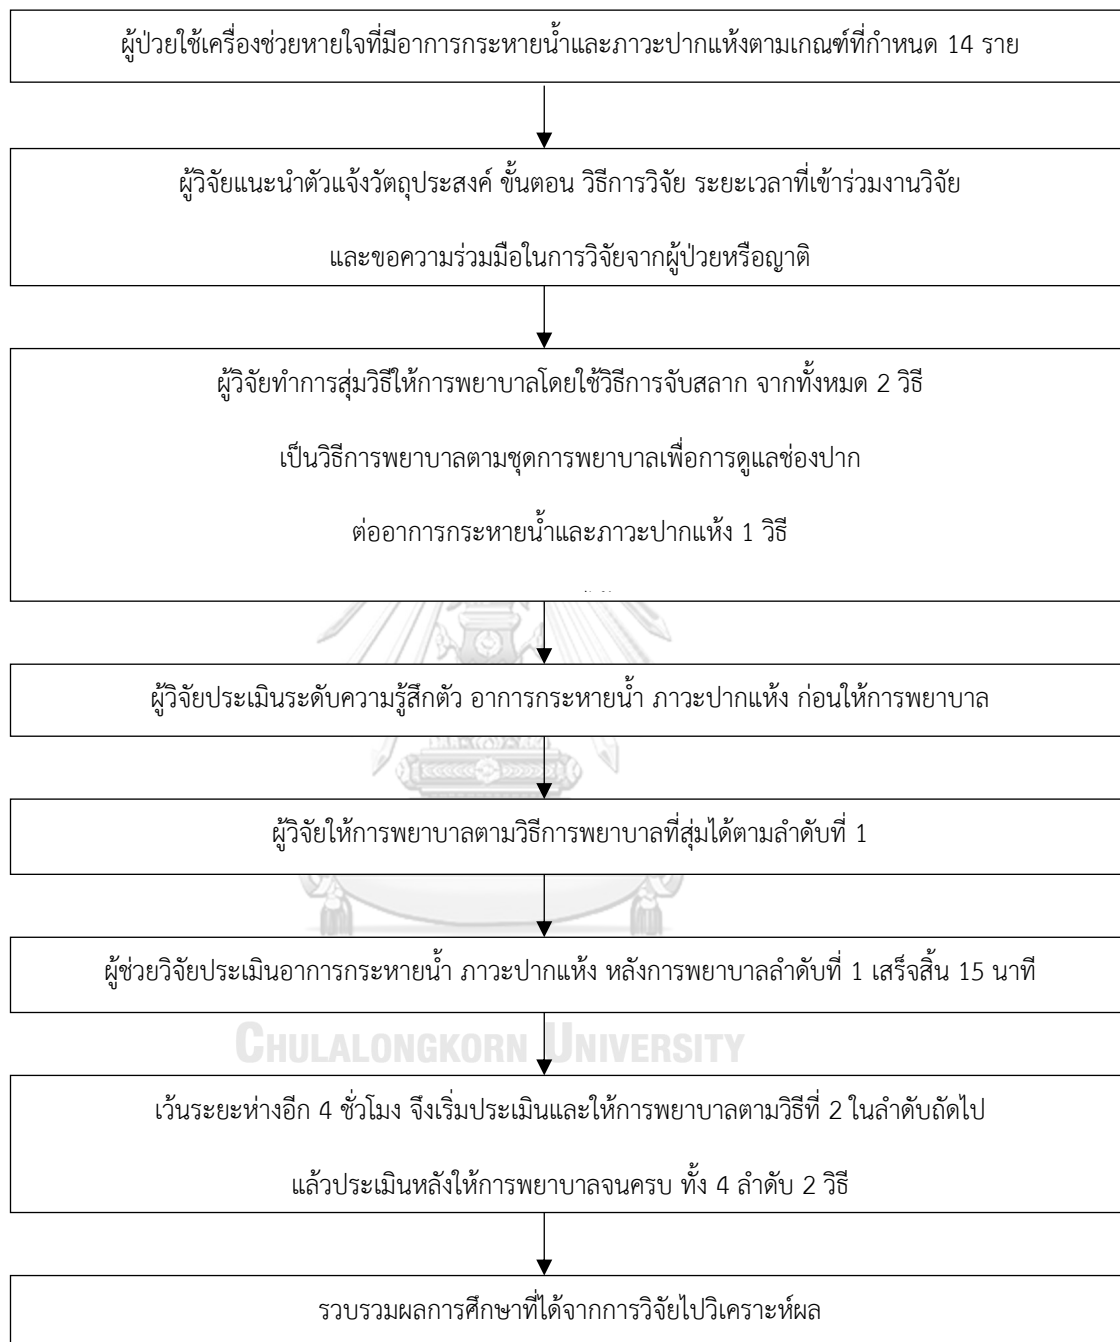 ผู้ป่วยใช้เครื่องช่วยหายใจที่มีอาการกระหายน้ำและภาวะปากแห้งตามเกณฑ์ที่กำหนด 14 ราย
ผู้วิจัยแนะนำตัวแจ้งวัตถุประสงค์ ขั้นตอน วิธีการวิจัย ระยะเวลาที่เข้าร่วมงานวิจัย
และขอความร่วมมือในการวิจัยจากผู้ป่วยหรือญาติ
ผู้วิจัยทำการสุ่มวิธีให้การพยาบาลโดยใช้วิธีการจับสลาก จากทั้งหมด 2 วิธี
เป็นวิธีการพยาบาลตามชุดการพยาบาลเพื่อการดูแลช่องปาก
ต่ออาการกระหายน้ำและภาวะปากแห้ง 1 วิธี
ผู้วิจัยประเมินระดับความรู้สึกตัว อาการกระหายน้ำ ภาวะปากแห้ง ก่อนให้การพยาบาล
ผู้วิจัยให้การพยาบาลตามวิธีการพยาบาลที่สุ่มได้ตามลำดับที่ 1
ผู้ช่วยวิจัยประเมินอาการกระหายน้ำ ภาวะปากแห้ง หลังการพยาบาลลำดับที่ 1 เสร็จสิ้น 15 นาที
CHULALONGKORN UNIVERSITY
เว้นระยะห่างอีก 4 ชั่วโมง จึงเริ่มประเมินและให้การพยาบาลตามวิธีที่ 2 ในลำดับถัดไป
แล้วประเมินหลังให้การพยาบาลจนครบ ทั้ง 4 ลำดับ 2 วิธี
รวบรวมผลการศึกษาที่ได้จากการวิจัยไปวิเคราะห์ผล